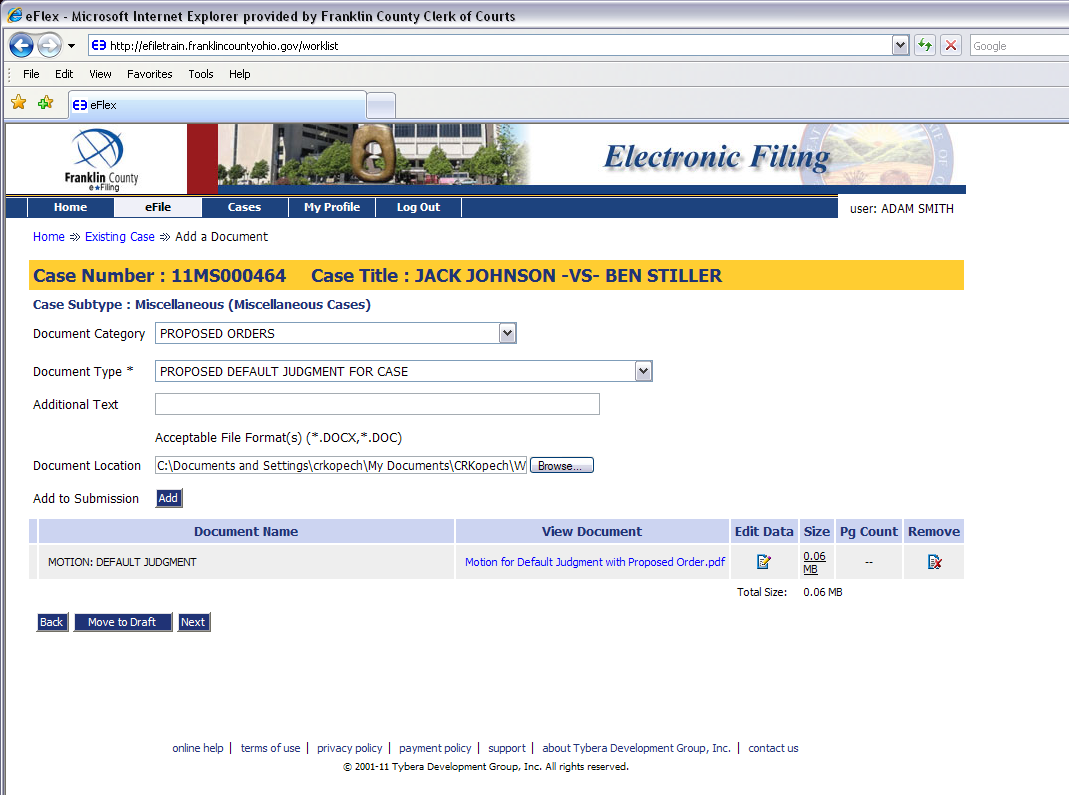 eFlex - Microsoft Internet Explorer provided by Franklin County Clerk of Courts
http://efiletrain.franklincountyohio.gov/worklist
Google
File Edit View Favorites Tools Help
eFlex
Franklin County
e★Filing
Electronic Filing
Home eFile Cases My Profile Log Out
user: ADAM SMITH
Home ⇒ Existing Case ⇒ Add a Document
Case Number : 11MS000464 Case Title : JACK JOHNSON -VS- BEN STILLER
Case Subtype : Miscellaneous (Miscellaneous Cases)
Document Category PROPOSED ORDERS
Document Type * PROPOSED DEFAULT JUDGMENT FOR CASE
Additional Text
Acceptable File Format(s) (*.DOCX,*.DOC)
Document Location C:\Documents and Settings\crkopech\My Documents\CRKopech\W Browse...
Add to Submission Add
Document Name View Document Edit Data Size Pg Count Remove
MOTION: DEFAULT JUDGMENT Motion for Default Judgment with Proposed Order.pdf 0.06 MB --
Total Size: 0.06 MB
Back Move to Draft Next
online help | terms of use | privacy policy | payment policy | support | about Tybera Development Group, Inc. | contact us
© 2001-11 Tybera Development Group, Inc. All rights reserved.